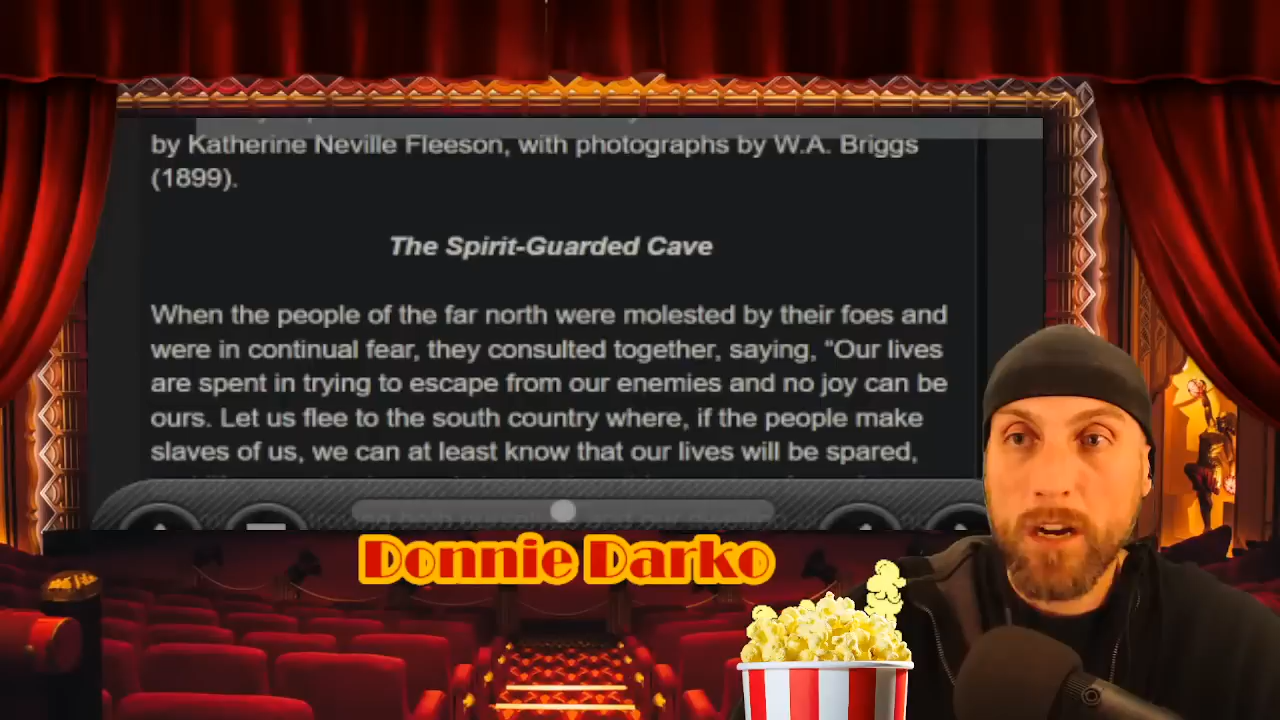 by Katherine Neville Fleeson, with photographs by W.A. Briggs
(1899).
The Spirit-Guarded Cave
When the people of the far north were molested by their foes and
were in continual fear, they consulted together, saying, “Our lives
are spent in trying to escape from our enemies and no joy can be
ours. Let us flee to the south country where, if the people make
slaves of us, we can at least know that our lives will be spared,
Donnie Darko